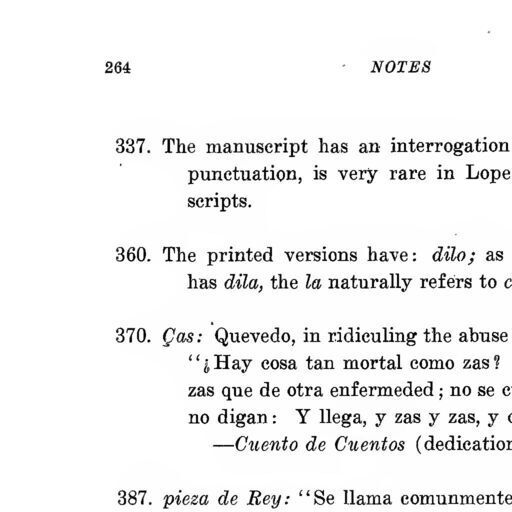 264 NOTES
337. The manuscript has an interrogation
punctuation, is very rare in Lope
scripts.
360. The printed versions have: dilo; as
has dila, the la naturally refers to
370. Ças: Quevedo, in ridiculing the abuse
“¿Hay cosa tan mortal como zas?
zas que de otra enfermeded; no se
no digan: Y llega, y zas y zas, y
—Cuento de Cuentos (dedication
387. pieza de Rey: “Se llama comunmente